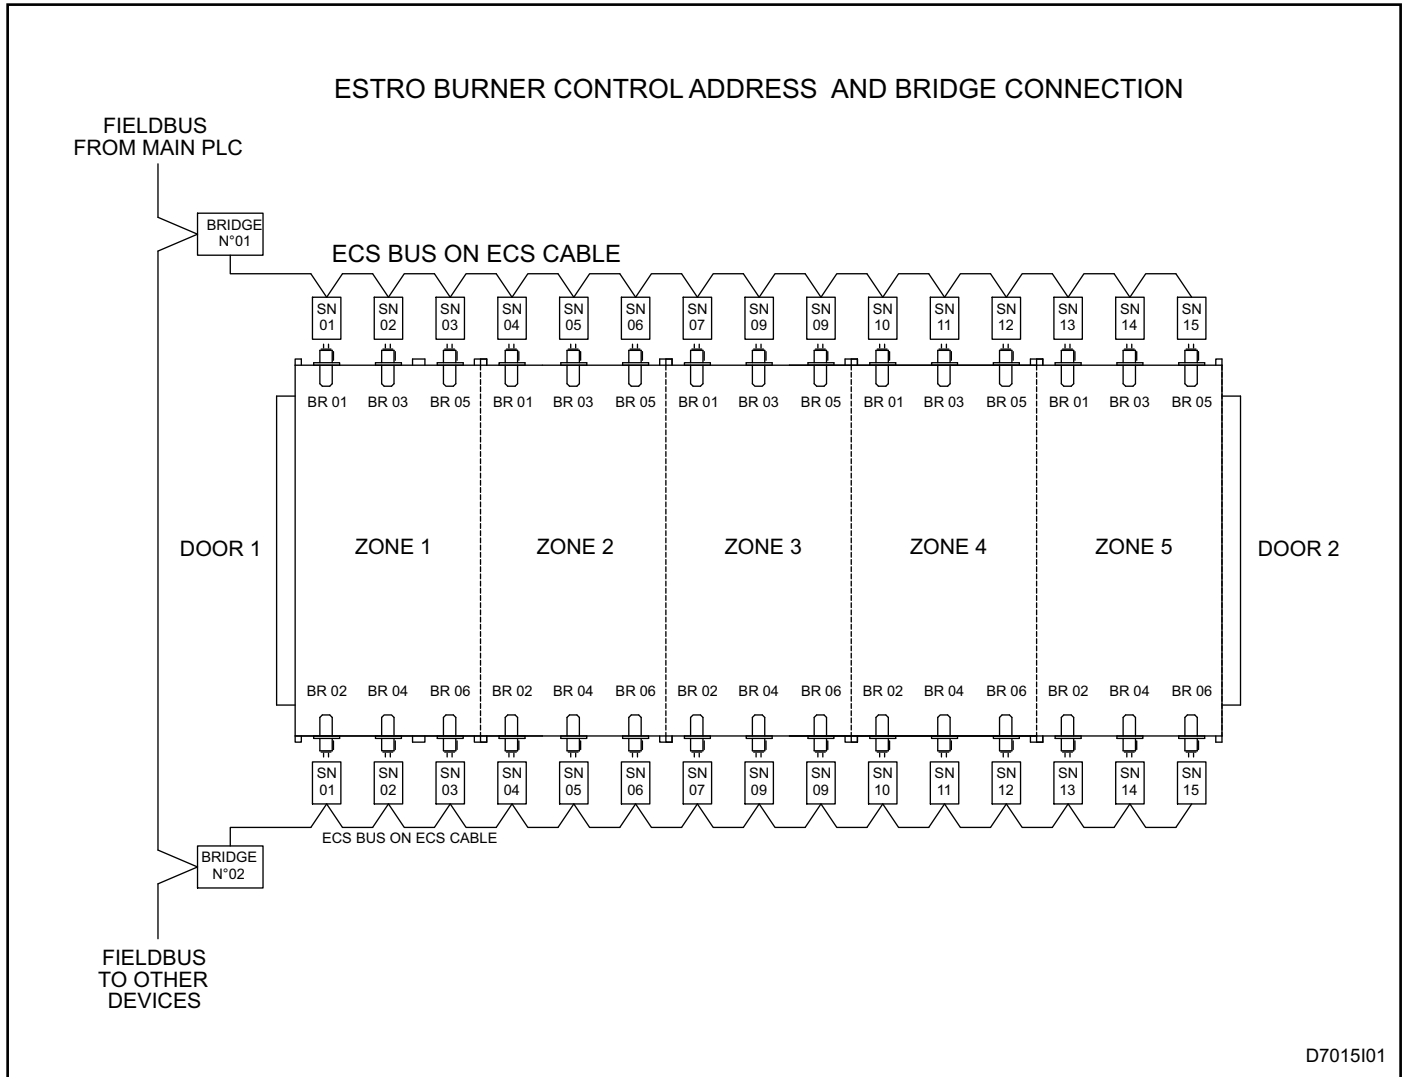 ESTRO BURNER CONTROL ADDRESS AND BRIDGE CONNECTION
FIELDBUS
FROM MAIN PLC
BRIDGE
N°01
ECS BUS ON ECS CABLE
SN SN SN SN SN SN SN SN SN SN SN SN SN SN SN
01 02 03 04 05 06 07 09 09 10 11 12 13 14 15
BR 01 BR 03 BR 05 BR 01 BR 03 BR 05 BR 01 BR 03 BR 05 BR 01 BR 03 BR 05 BR 01 BR 03 BR 05
DOOR 1 ZONE 1 ZONE 2 ZONE 3 ZONE 4 ZONE 5 DOOR 2
BR 02 BR 04 BR 06 BR 02 BR 04 BR 06 BR 02 BR 04 BR 06 BR 02 BR 04 BR 06 BR 02 BR 04 BR 06
SN SN SN SN SN SN SN SN SN SN SN SN SN SN SN
01 02 03 04 05 06 07 09 09 10 11 12 13 14 15
ECS BUS ON ECS CABLE
BRIDGE
N°02
FIELDBUS
TO OTHER
DEVICES
D7015I01